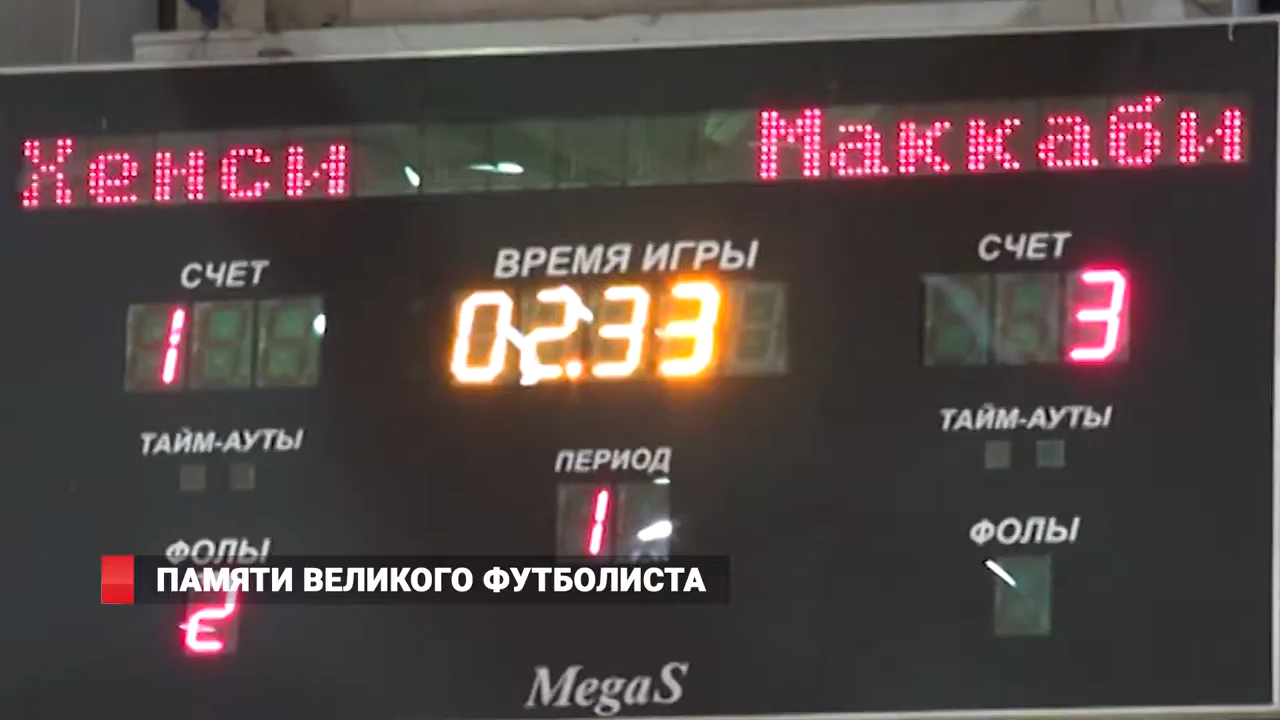 Хенси Маккаби
СЧЕТ ВРЕМЯ ИГРЫ СЧЕТ
1 02.33 3
ТАЙМ-АУТЫ ПЕРИОД ТАЙМ-АУТЫ
1
ФОЛЫ ФОЛЫ
ПАМЯТИ ВЕЛИКОГО ФУТБОЛИСТА
2
MegaS